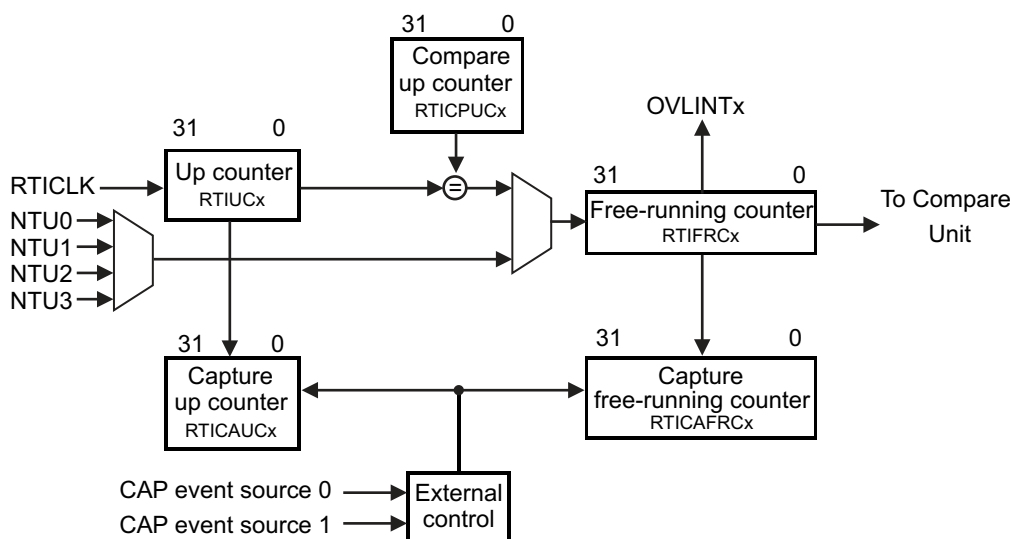 31 0
Compare
up counter
RTICPUCx
OVLINTx
31 0
RTICLK
Up counter
RTIUCx
=
31 0
Free-running counter
RTIFRCx
To Compare
Unit
NTU0
NTU1
NTU2
NTU3
31 0
Capture
up counter
RTICAUCx
31 0
Capture
free-running counter
RTICAFRCx
CAP event source 0
CAP event source 1
External
control